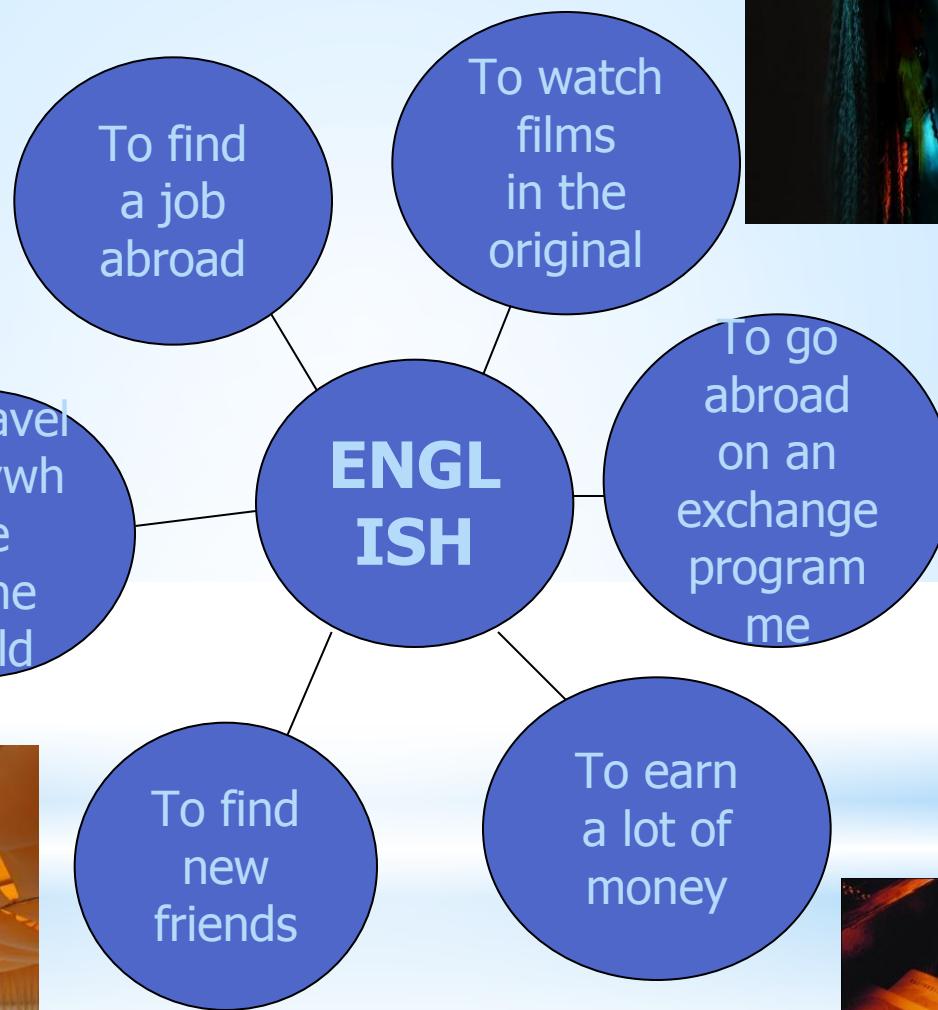 To find
a job
abroad
To watch
films
in the
original
To go
abroad
on an
exchange
program
me
ENGL
ISH
To find
new
friends
To earn
a lot of
money